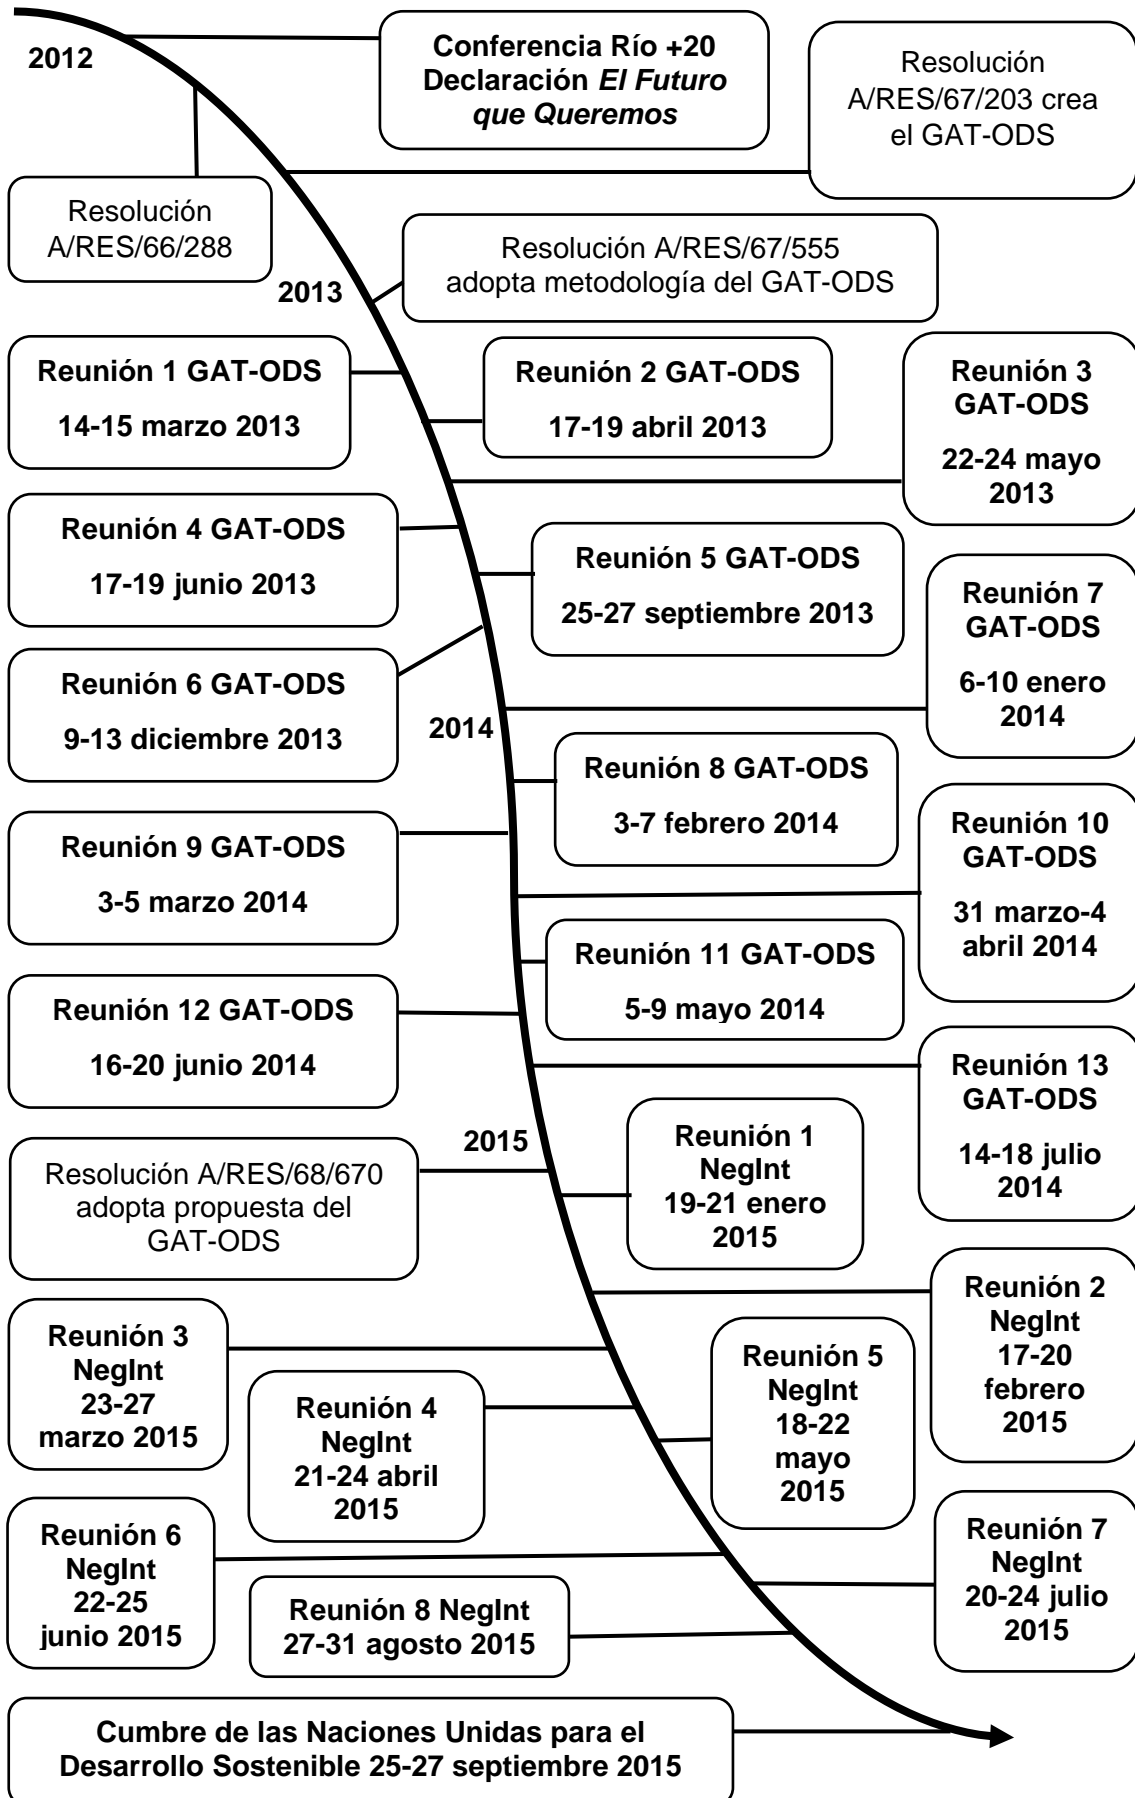 2012
Conferencia Río +20
Declaración El Futuro
que Queremos
Resolución
A/RES/67/203 crea
el GAT-ODS
Resolución
A/RES/66/288
2013
Resolución A/RES/67/555
adopta metodología del GAT-ODS
Reunión 1 GAT-ODS
14-15 marzo 2013
Reunión 2 GAT-ODS
17-19 abril 2013
Reunión 3
GAT-ODS
22-24 mayo
2013
Reunión 4 GAT-ODS
17-19 junio 2013
Reunión 5 GAT-ODS
25-27 septiembre 2013
Reunión 6 GAT-ODS
9-13 diciembre 2013
2014
Reunión 7
GAT-ODS
6-10 enero
2014
Reunión 8 GAT-ODS
3-7 febrero 2014
Reunión 9 GAT-ODS
3-5 marzo 2014
Reunión 10
GAT-ODS
31 marzo-4
abril 2014
Reunión 11 GAT-ODS
5-9 mayo 2014
Reunión 12 GAT-ODS
16-20 junio 2014
Reunión 13
GAT-ODS
14-18 julio
2014
2015
Resolución A/RES/68/670
adopta propuesta del
GAT-ODS
Reunión 1
NegInt
19-21 enero
2015
Reunión 2
NegInt
17-20
febrero
2015
Reunión 3
NegInt
23-27
marzo 2015
Reunión 4
NegInt
21-24 abril
2015
Reunión 5
NegInt
18-22
mayo
2015
Reunión 6
NegInt
22-25
junio 2015
Reunión 7
NegInt
20-24 julio
2015
Reunión 8 NegInt
27-31 agosto 2015
Cumbre de las Naciones Unidas para el
Desarrollo Sostenible 25-27 septiembre 2015